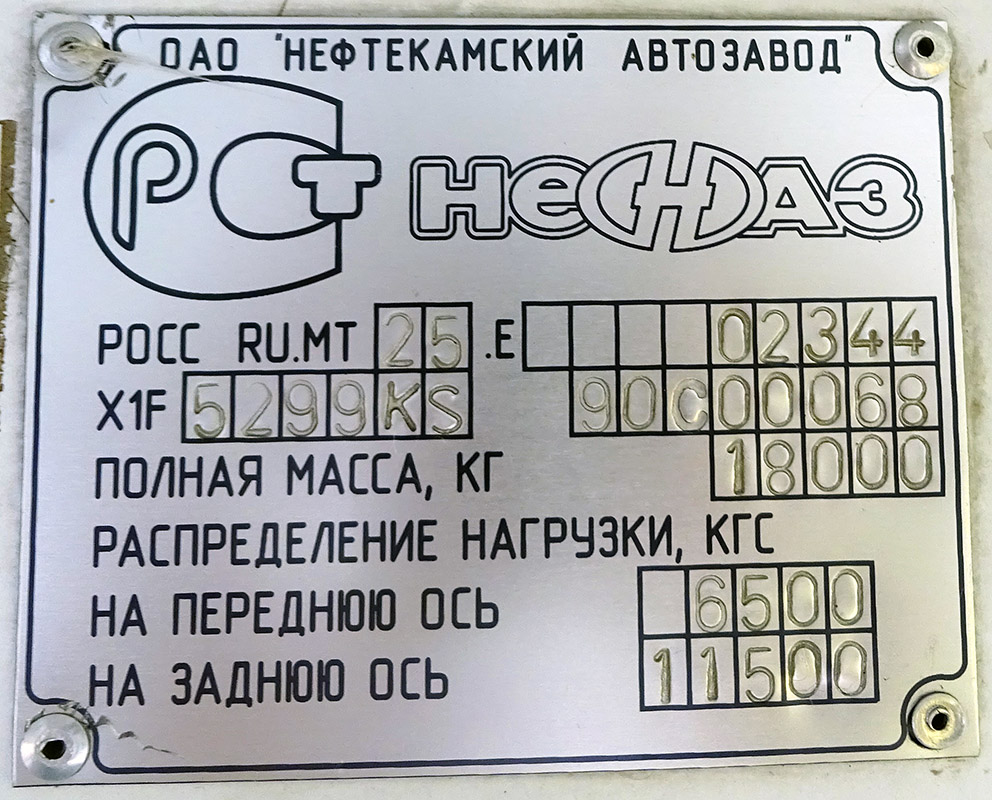 ОАО "НЕФТЕКАМСКИЙ АВТОЗАВОД"
РСТ НЕФАЗ
РОСС RU.МТ 25 .Е 02344
X1F 5299KS 90C00068
ПОЛНАЯ МАССА, КГ 18000
РАСПРЕДЕЛЕНИЕ НАГРУЗКИ, КГС
НА ПЕРЕДНЮЮ ОСЬ 6500
НА ЗАДНЮЮ ОСЬ 11500